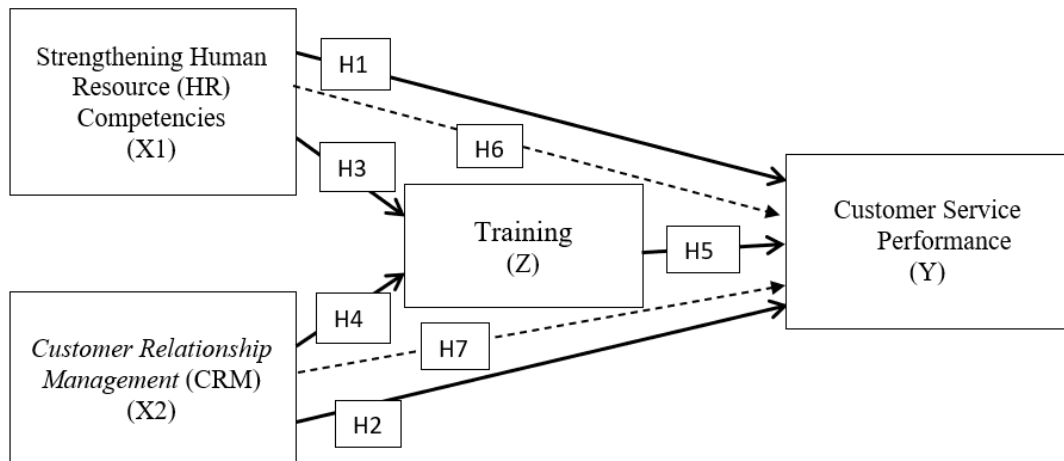 Strengthening Human
Resource (HR)
Competencies
(X1)
H1
H6
H3
Training
(Z)
H5
Customer Service
Performance
(Y)
H4
H7
Customer Relationship
Management (CRM)
(X2)
H2